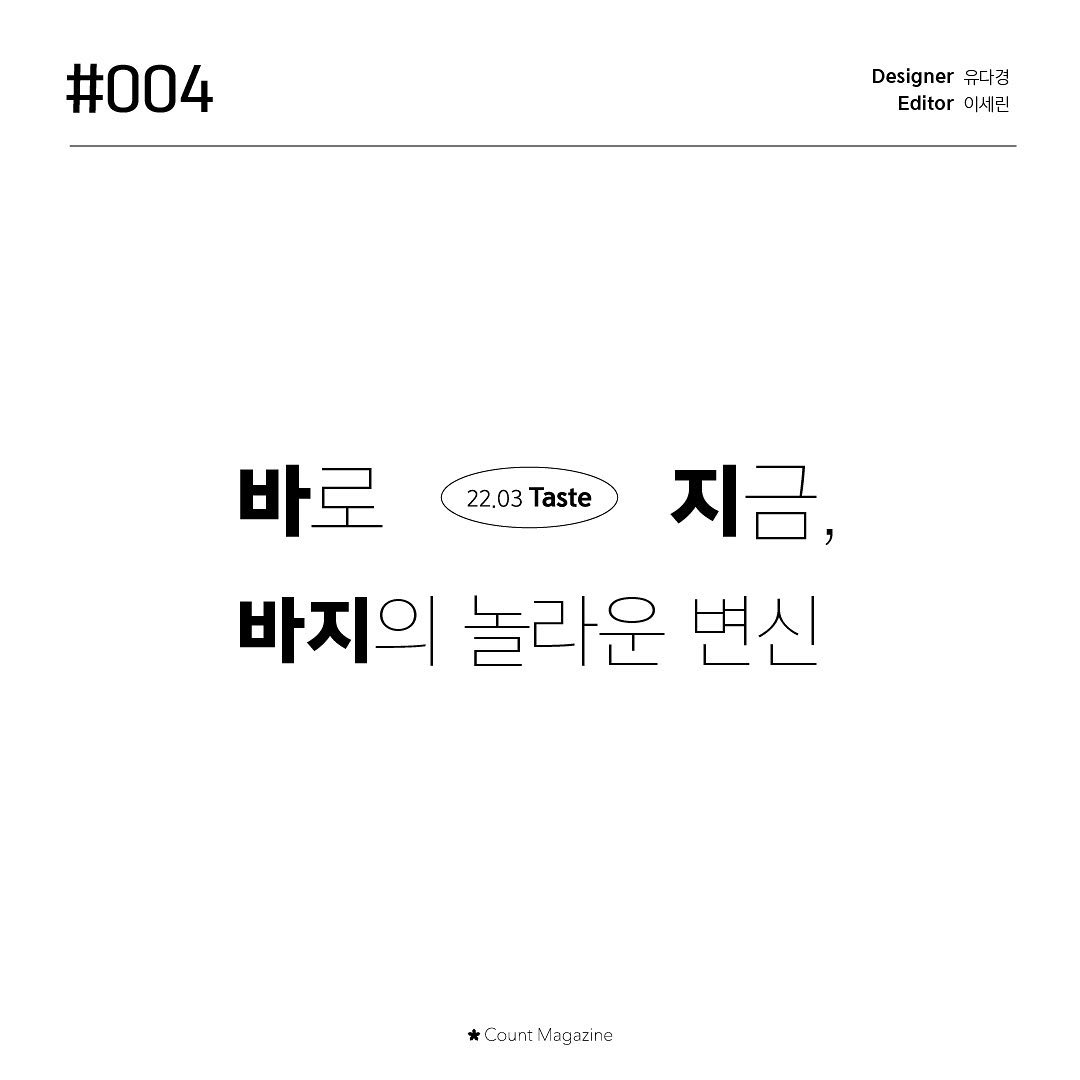 #004
Designer 유다경
Editor 이세린
바로 22.03 Taste 지금,
바지의 놀라운 변신
Count Magazine